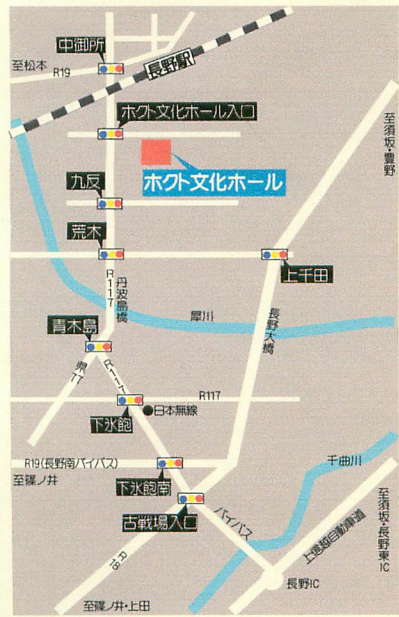 中御所
至松本
R19
長野駅
ホクト文化ホール入口
ホクト文化ホール
至須坂・豊野
九反
荒木
上千田
R117
丹波島橋
犀川
長野大橋
青木島
県77
R117
R117
下氷鉋
●日本無線
R19(長野南バイパス)
至篠ノ井
下氷鉋南
千曲川
古戦場入口
バイパス
上信越自動車道
至須坂・長野東IC
R18
長野IC
至篠ノ井・上田